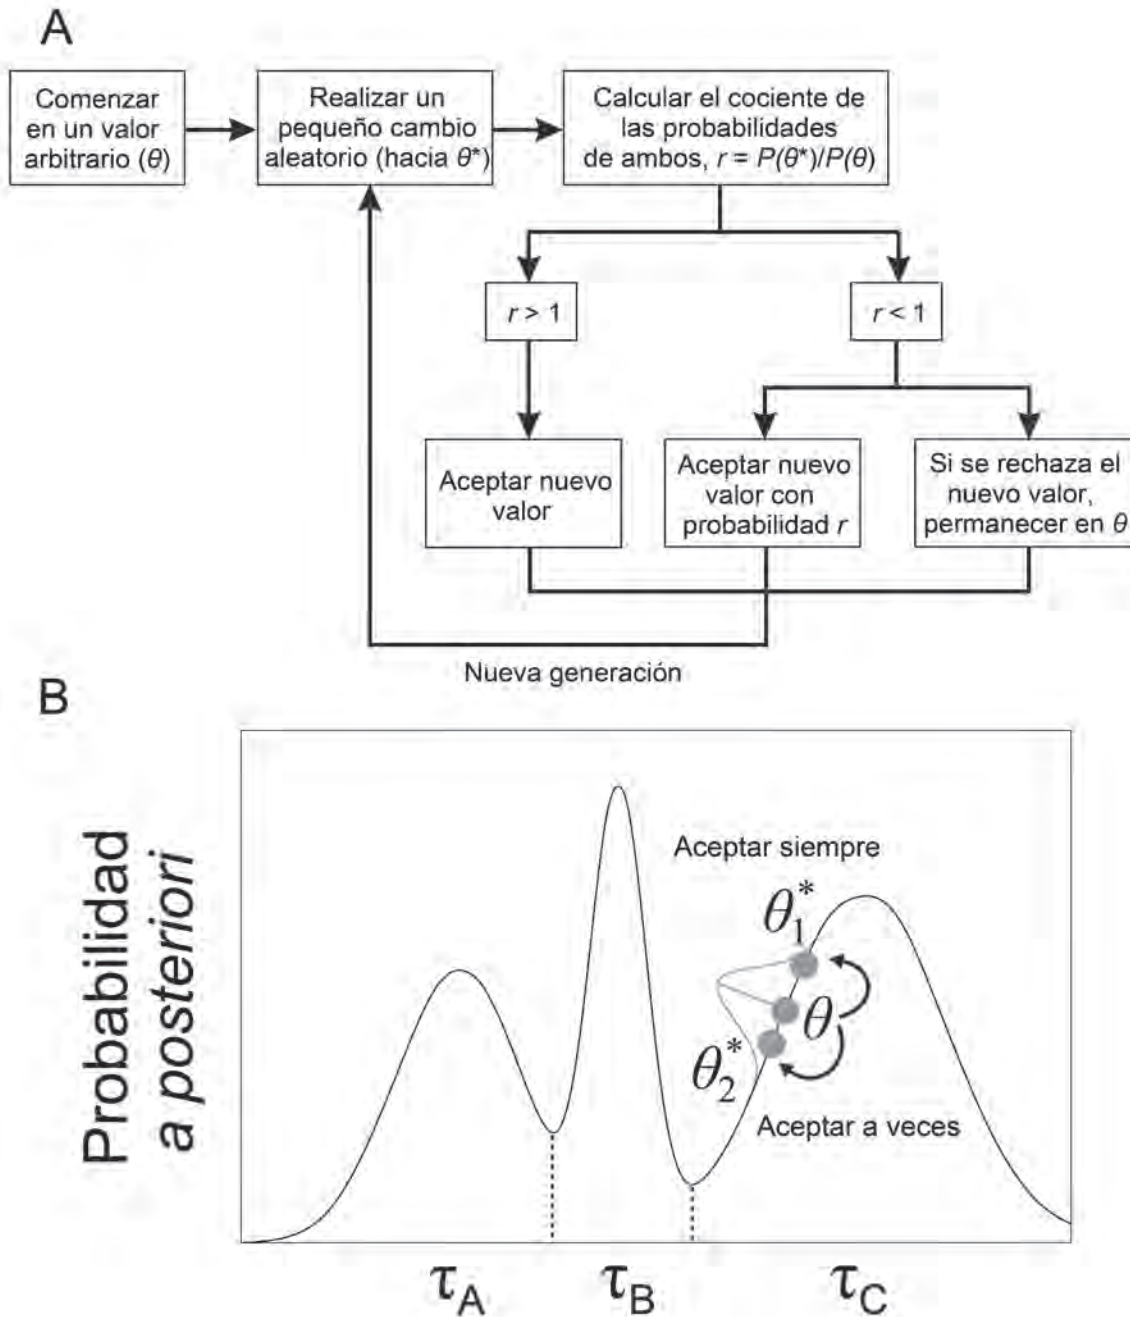 A
Comenzar
en un valor
arbitrario (θ)
Realizar un
pequeño cambio
aleatorio (hacia θ*)
Calcular el cociente de
las probabilidades
de ambos, r = P(θ*)/P(θ)
r > 1
r < 1
Aceptar nuevo
valor
Aceptar nuevo
valor con
probabilidad r
Si se rechaza el
nuevo valor,
permanecer en θ
Nueva generación
B
Probabilidad
a posteriori
Aceptar siempre
θ₁*
θ
θ₂*
Aceptar a veces
τA τB τC